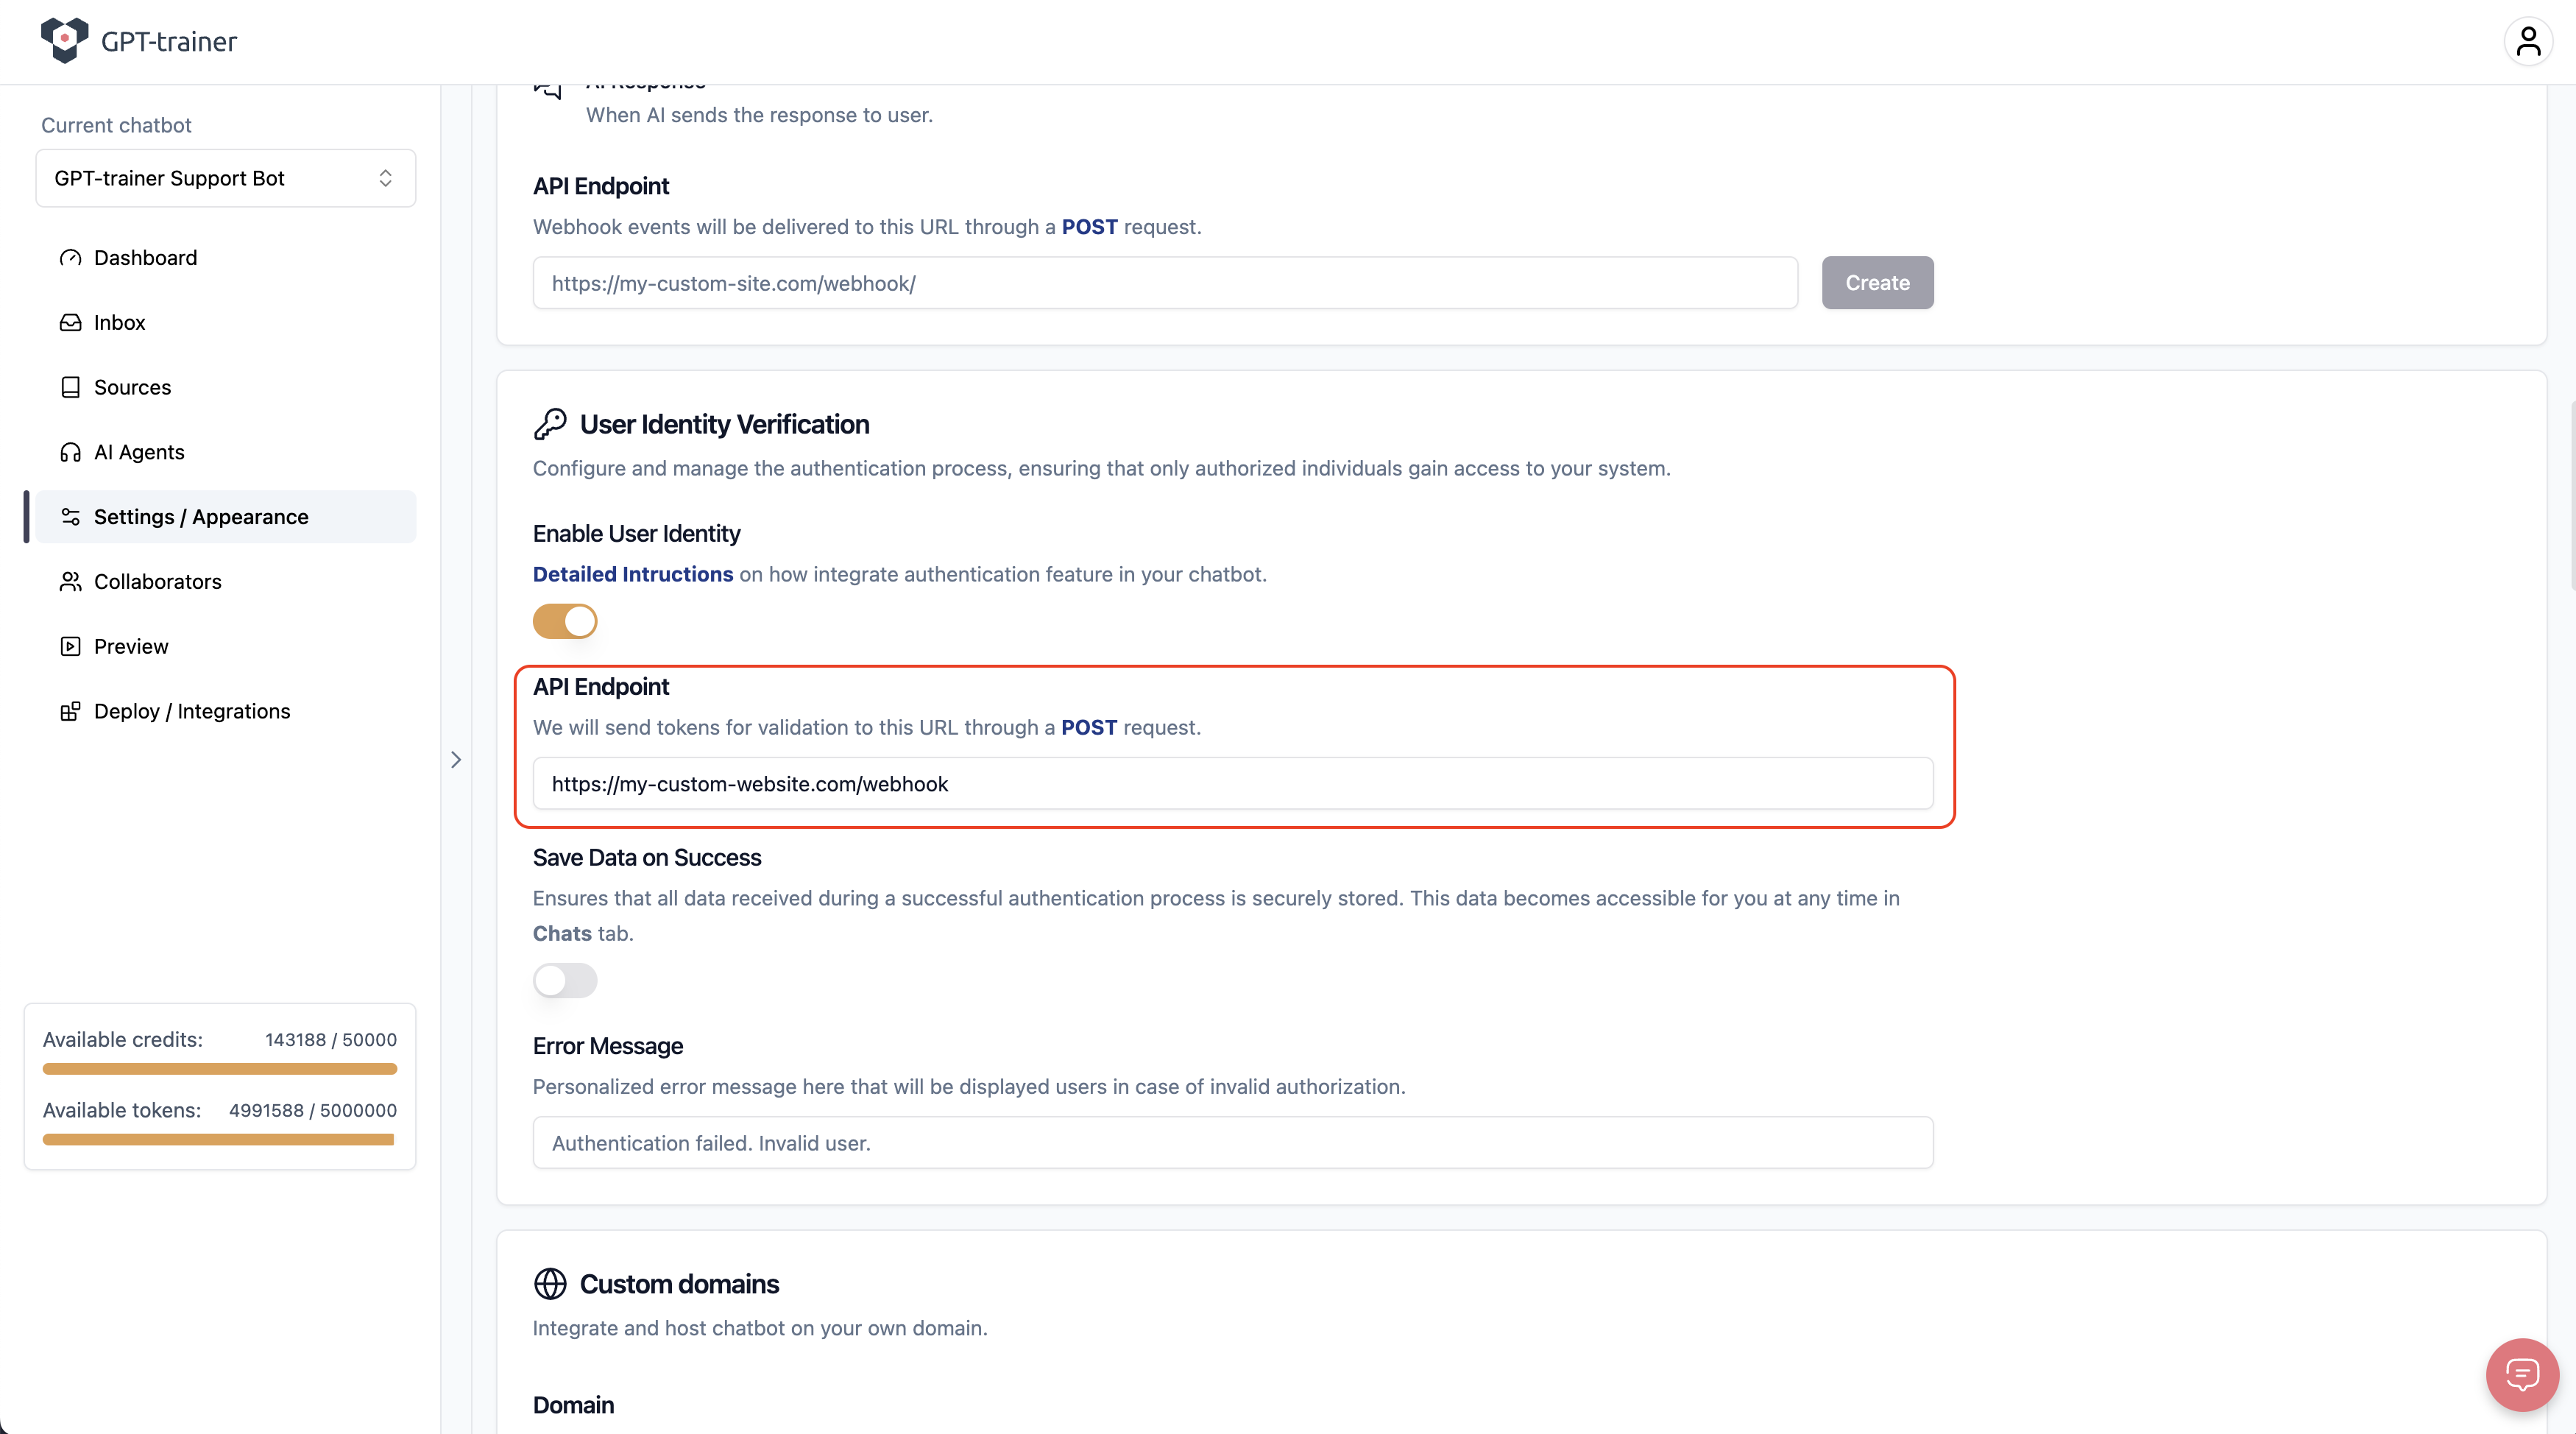 GPT-trainer
Current chatbot
GPT-trainer Support Bot
Dashboard
Inbox
Sources
AI Agents
Settings / Appearance
Collaborators
Preview
Deploy / Integrations
Available credits: 143188 / 50000
Available tokens: 4991588 / 5000000
AI Response
When AI sends the response to user.
API Endpoint
Webhook events will be delivered to this URL through a POST request.
https://my-custom-site.com/webhook/
Create
User Identity Verification
Configure and manage the authentication process, ensuring that only authorized individuals gain access to your system.
Enable User Identity
Detailed Intructions on how integrate authentication feature in your chatbot.
API Endpoint
We will send tokens for validation to this URL through a POST request.
https://my-custom-website.com/webhook
Save Data on Success
Ensures that all data received during a successful authentication process is securely stored. This data becomes accessible for you at any time in
Chats tab.
Error Message
Personalized error message here that will be displayed users in case of invalid authorization.
Authentication failed. Invalid user.
Custom domains
Integrate and host chatbot on your own domain.
Domain